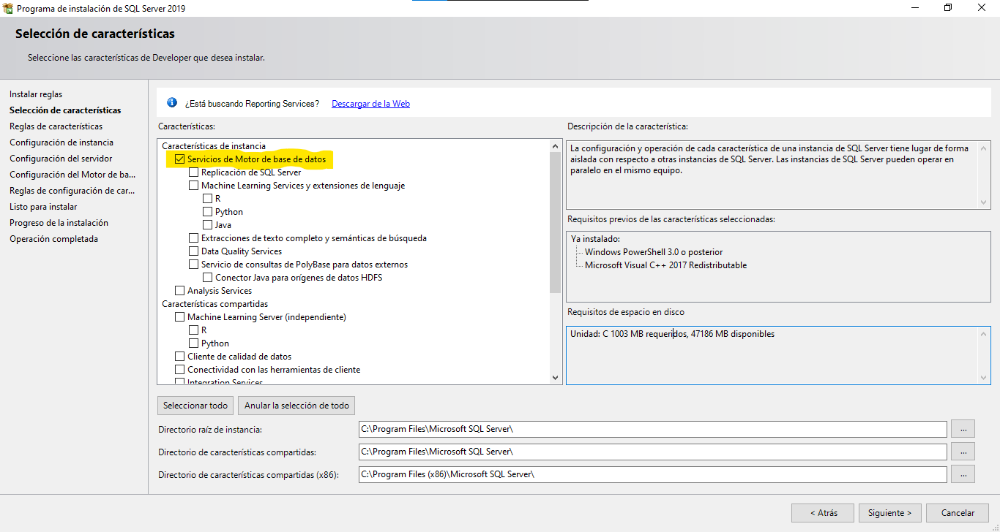 Programa de instalación de SQL Server 2019
Selección de características
Seleccione las características de Developer que desea instalar.
Instalar reglas
Selección de características
Reglas de características
Configuración de instancia
Configuración del servidor
Configuración del Motor de ba...
Reglas de configuración de car...
Listo para instalar
Progreso de la instalación
Operación completada
¿Está buscando Reporting Services? Descargar de la Web
Características:
Características de instancia
Servicios de Motor de base de datos
Replicación de SQL Server
Machine Learning Services y extensiones de lenguaje
R
Python
Java
Extracciones de texto completo y semánticas de búsqueda
Data Quality Services
Servicio de consultas de PolyBase para datos externos
Conector Java para orígenes de datos HDFS
Analysis Services
Características compartidas
Machine Learning Server (independiente)
R
Python
Cliente de calidad de datos
Conectividad con las herramientas de cliente
Integration Services
Descripción de la característica:
La configuración y operación de cada característica de una instancia de SQL Server tiene lugar de forma
aislada con respecto a otras instancias de SQL Server. Las instancias de SQL Server pueden operar en
paralelo en el mismo equipo.
Requisitos previos de las características seleccionadas:
Ya instalado:
Windows PowerShell 3.0 o posterior
Microsoft Visual C++ 2017 Redistributable
Requisitos de espacio en disco
Unidad: C 1003 MB requeridos, 47186 MB disponibles
Seleccionar todo Anular la selección de todo
Directorio raíz de instancia: C:\Program Files\Microsoft SQL Server\ ...
Directorio de características compartidas: C:\Program Files\Microsoft SQL Server\ ...
Directorio de características compartidas (x86): C:\Program Files (x86)\Microsoft SQL Server\ ...
< Atrás Siguiente > Cancelar